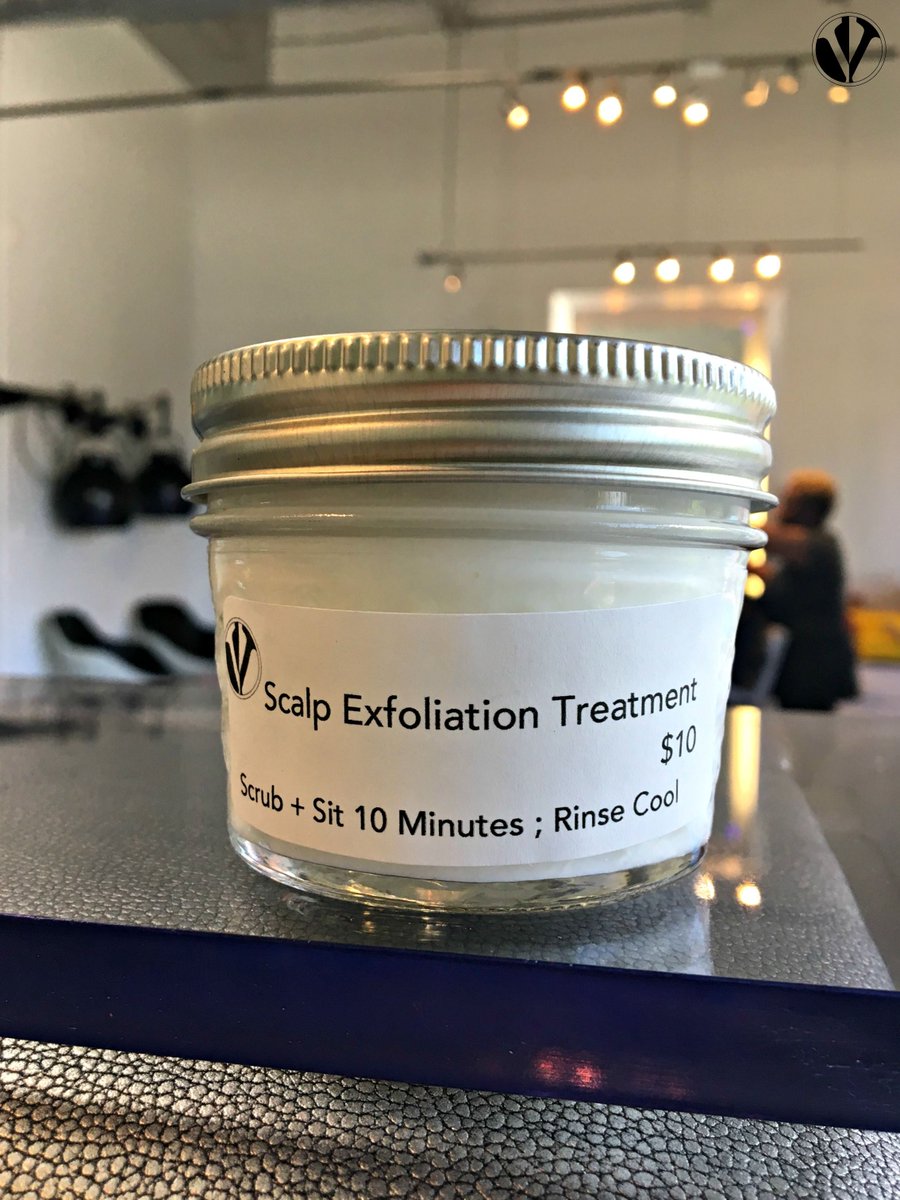 Scalp Exfoliation Treatment
$10
Scrub + Sit 10 Minutes ; Rinse Cool